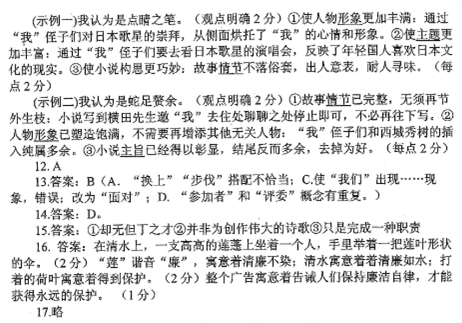 (示例一)我认为是点睛之笔。（观点明确2分）①使人物形象更加丰满：通过
“我”侄子们对日本歌星的崇拜，从侧面烘托了“我”的心情和形象。②使主题更
加丰富：通过“我”侄子们要去看日本歌星的演唱会，反映了年轻国人喜欢日本文
化的现实。③使小说构思更巧妙：故事情节不落俗套，出人意表，耐人寻味。（每
点2分）
(示例二)我认为是蛇足赘余。（观点明确2分）①故事情节已完整，无须再节
外生枝：小说写到横田先生邀“我”去住处聊聊之处停止即可，不必再往下写。②
人物形象已塑造饱满，不需要再增添其他无关人物：“我”侄子们和西城秀树的插
入纯属多余。③小说主旨已经得以彰显，结尾反而多余，去掉为好。（每点2分）
12.A
13.答案：B（A．“换上”“步伐”搭配不恰当；C.使“我们”出现……现
象，错误；改为“面对”；D．“参加者”和“评委”概念有重复。）
14.答案：D。
15.答案：①却无但丁之才②并非为创作伟大的诗歌③只是完成一种职责
16. 答案：在清水上，一支高高的莲蓬上坐着一个人，手里举着一把莲叶形状
的伞。（2分）“莲”谐音“廉”，寓意着清廉不染；清水寓意着着清廉如水；打
着的荷叶寓意着得到保护。（2分）整个广告寓意着告诫人们保持廉洁自律，才能
获得永远的保护。 （1分）
17.略